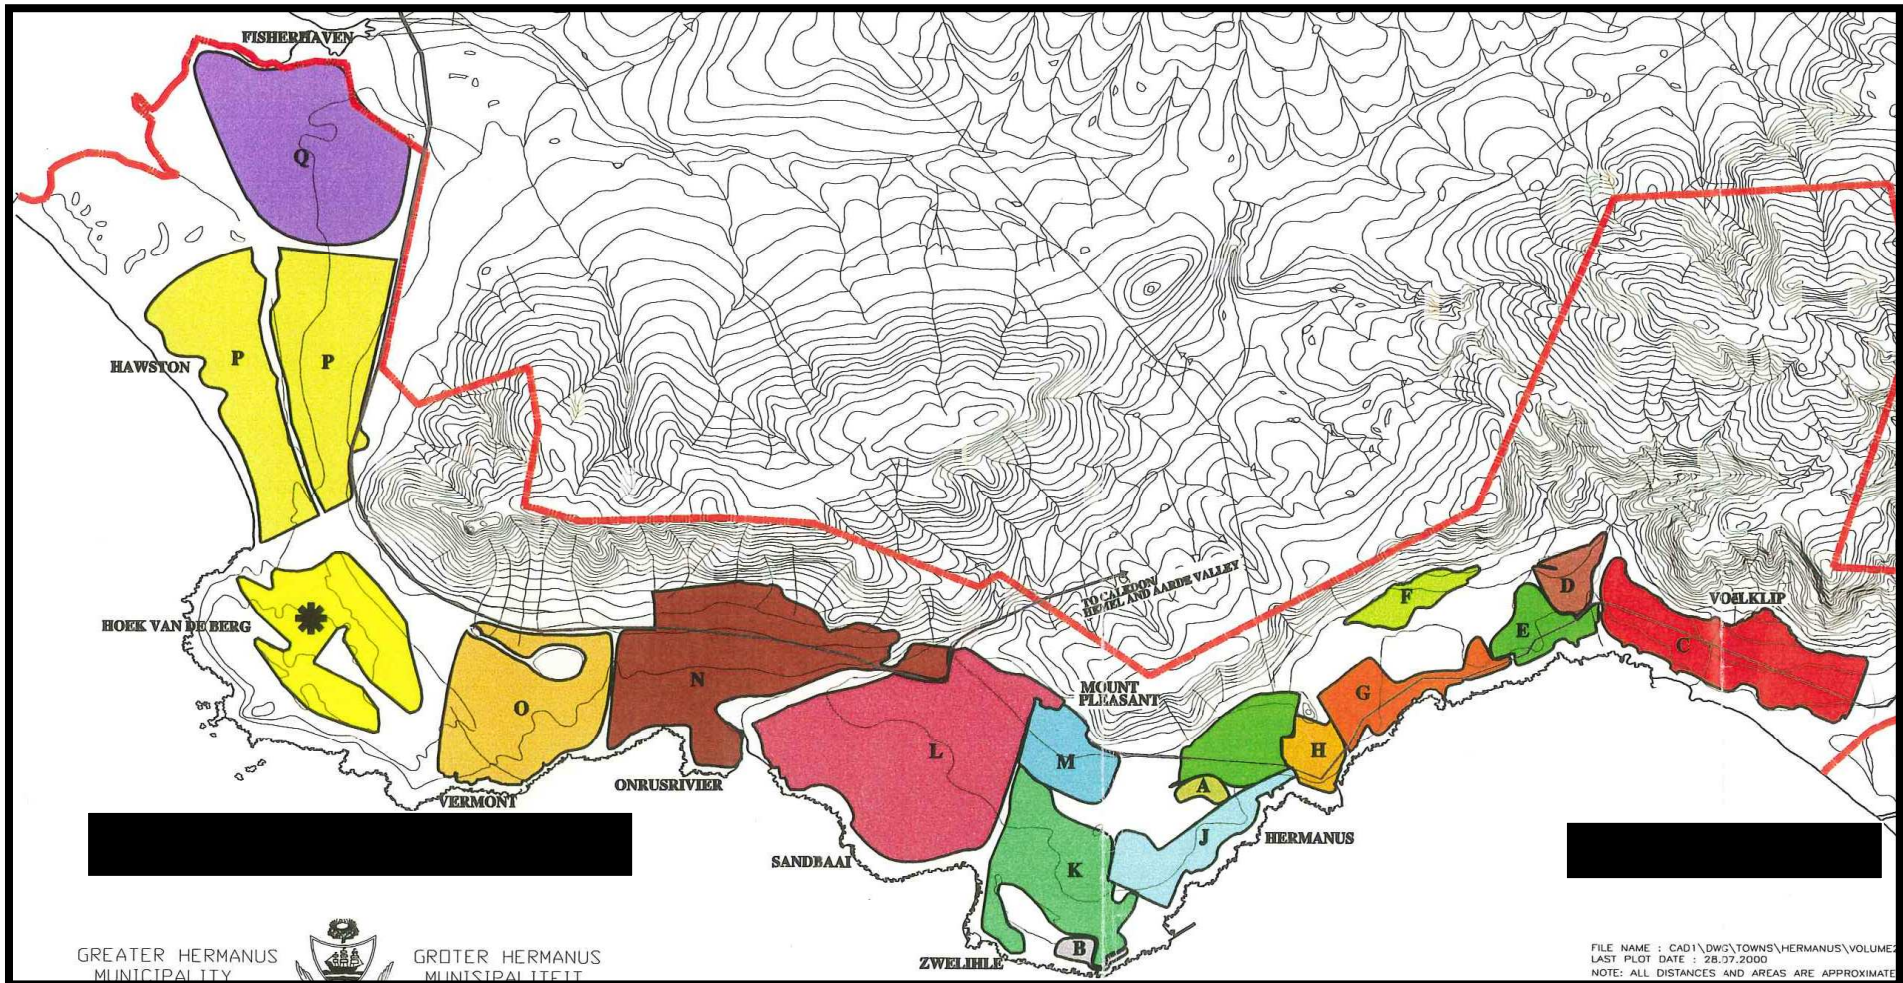 FISHERHAVEN
Q
HAWSTON
P
P
HOEK VAN DE BERG
O
VERMONT
N
ONRUSRIVIER
L
SANDBAAI
M
MOUNT
PLEASANT
TO CALEDON
HEMEL AND AARDE VALLEY
K
B
ZWELIHLE
A
J
HERMANUS
H
G
F
E
D
C
VOELKLIP
GREATER HERMANUS
MUNICIPALITY
GROTER HERMANUS
MUNISIPALITEIT
FILE NAME : CAD1\DWG\TOWNS\HERMANUS\VOLUME2
LAST PLOT DATE : 28.07.2000
NOTE: ALL DISTANCES AND AREAS ARE APPROXIMATE